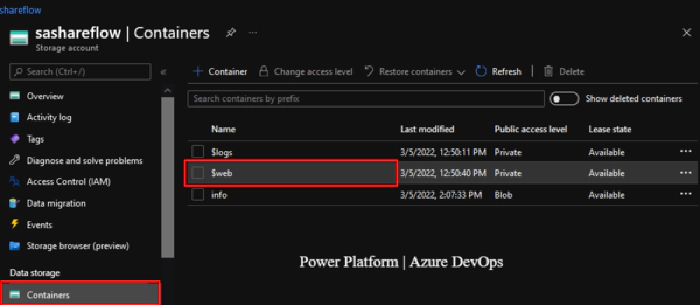 shareflow
sashareflow | Containers
Storage account
Search (Ctrl+/)
Overview
Activity log
Tags
Diagnose and solve problems
Access Control (IAM)
Data migration
Events
Storage browser (preview)
Data storage
Containers
Container Change access level Restore containers Refresh Delete
Search containers by prefix
Show deleted containers
Name Last modified Public access level Lease state
$logs 3/5/2022, 12:50:11 PM Private Available
$web 3/5/2022, 12:50:40 PM Private Available
info 3/5/2022, 2:07:33 PM Blob Available
Power Platform | Azure DevOps